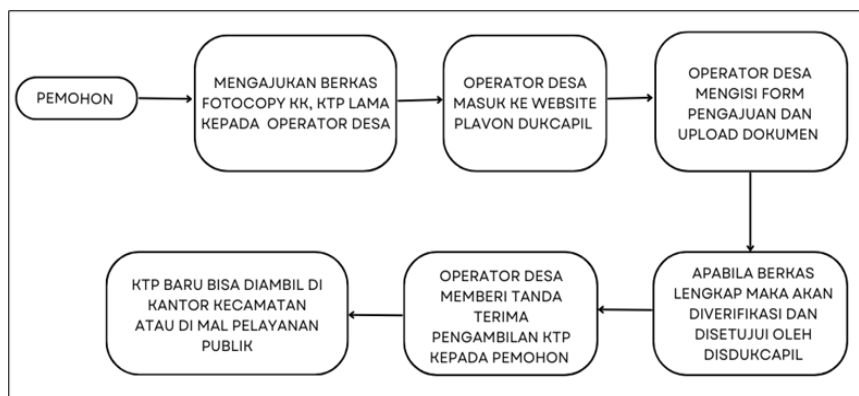 PEMOHON
MENGAJUKAN BERKAS
FOTOCOPY KK, KTP LAMA
KEPADA OPERATOR DESA
OPERATOR DESA
MASUK KE WEBSITE
PLAVON DUKCAPIL
OPERATOR DESA
MENGISI FORM
PENGAJUAN DAN
UPLOAD DOKUMEN
APABILA BERKAS
LENGKAP MAKA AKAN
DIVERIFIKASI DAN
DISETUJUI OLEH
DISDUKCAPIL
OPERATOR DESA
MEMBERI TANDA
TERIMA
PENGAMBILAN KTP
KEPADA PEMOHON
KTP BARU BISA DIAMBIL DI
KANTOR KECAMATAN
ATAU DI MAL PELAYANAN
PUBLIK